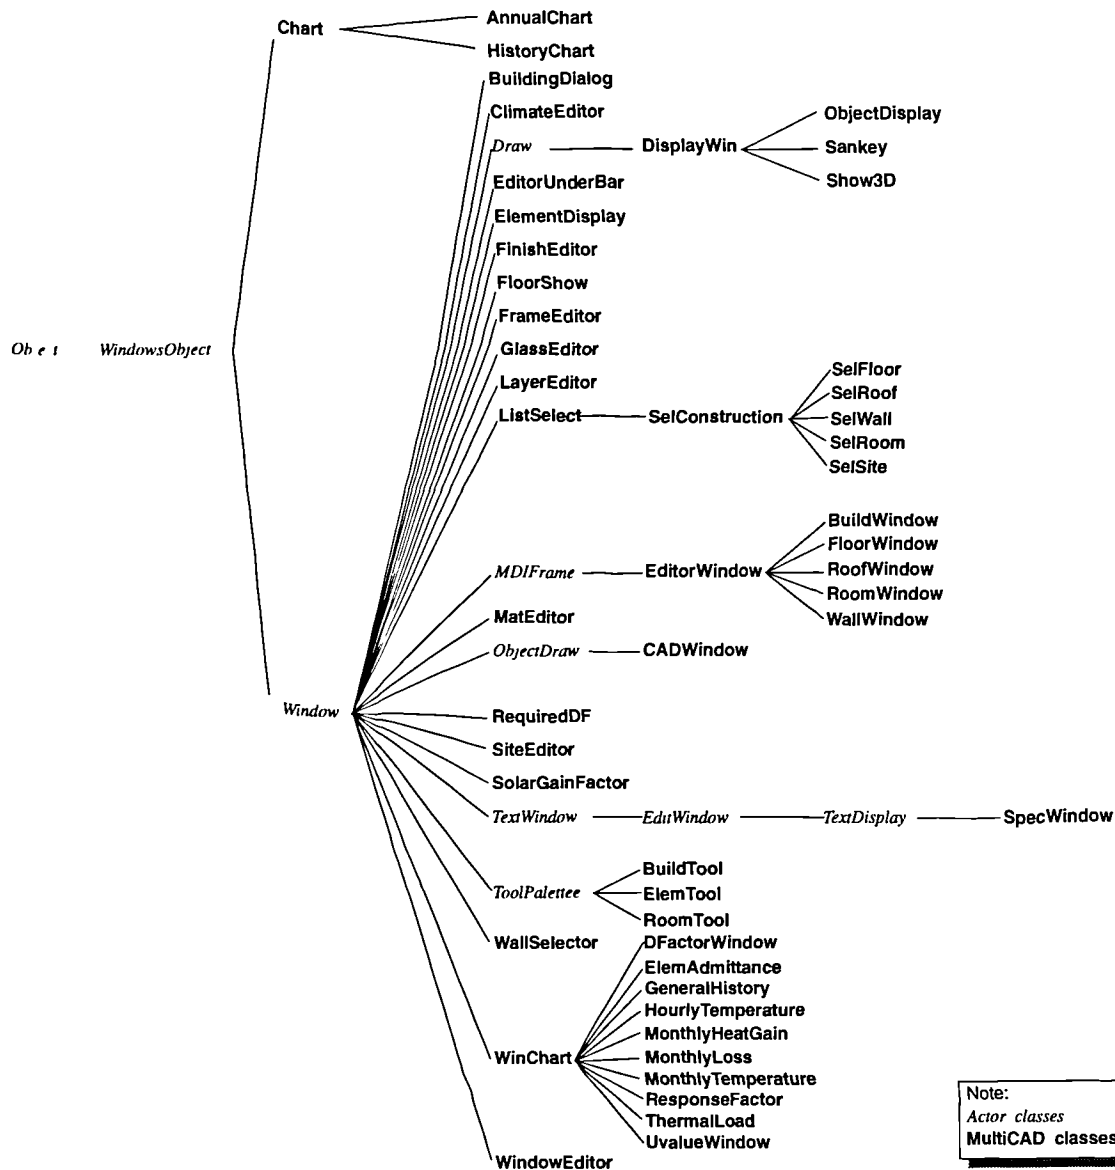 Chart
AnnualChart
HistoryChart
BuildingDialog
ClimateEditor
Draw
DisplayWin
ObjectDisplay
Sankey
Show3D
EditorUnderBar
ElementDisplay
FinishEditor
FloorShow
FrameEditor
Ob e t
WindowsObject
GlassEditor
LayerEditor
ListSelect
SelConstruction
SelFloor
SelRoof
SelWall
SelRoom
SelSite
MDIFrame
EditorWindow
BuildWindow
FloorWindow
RoofWindow
RoomWindow
WallWindow
MatEditor
ObjectDraw
CADWindow
Window
RequiredDF
SiteEditor
SolarGainFactor
TextWindow
EditWindow
TextDisplay
SpecWindow
ToolPalettee
BuildTool
ElemTool
RoomTool
WallSelector
WinChart
DFactorWindow
ElemAdmittance
GeneralHistory
HourlyTemperature
MonthlyHeatGain
MonthlyLoss
MonthlyTemperature
ResponseFactor
ThermalLoad
UvalueWindow
WindowEditor
Note:
Actor classes
MultiCAD classes